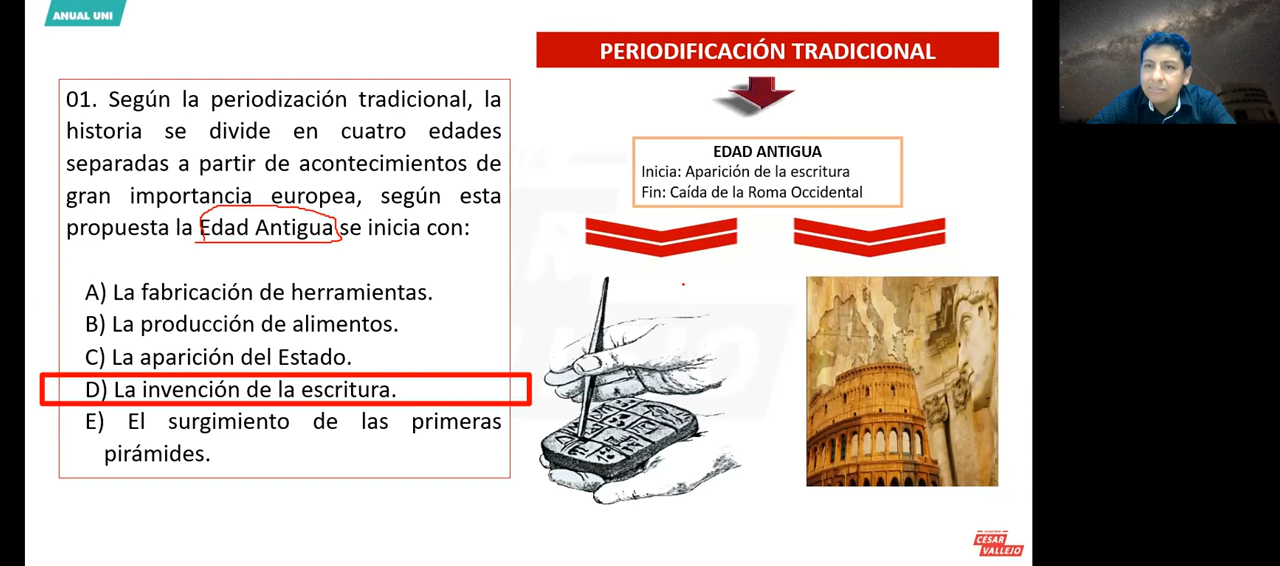 ANUAL UNI
PERIODIFICACIÓN TRADICIONAL
01. Según la periodización tradicional, la
historia se divide en cuatro edades
separadas a partir de acontecimientos de
gran importancia europea, según esta
propuesta la Edad Antigua se inicia con:
A) La fabricación de herramientas.
B) La producción de alimentos.
C) La aparición del Estado.
D) La invención de la escritura.
E) El surgimiento de las primeras
pirámides.
EDAD ANTIGUA
Inicia: Aparición de la escritura
Fin: Caída de la Roma Occidental
CÉSAR
VALLEJO